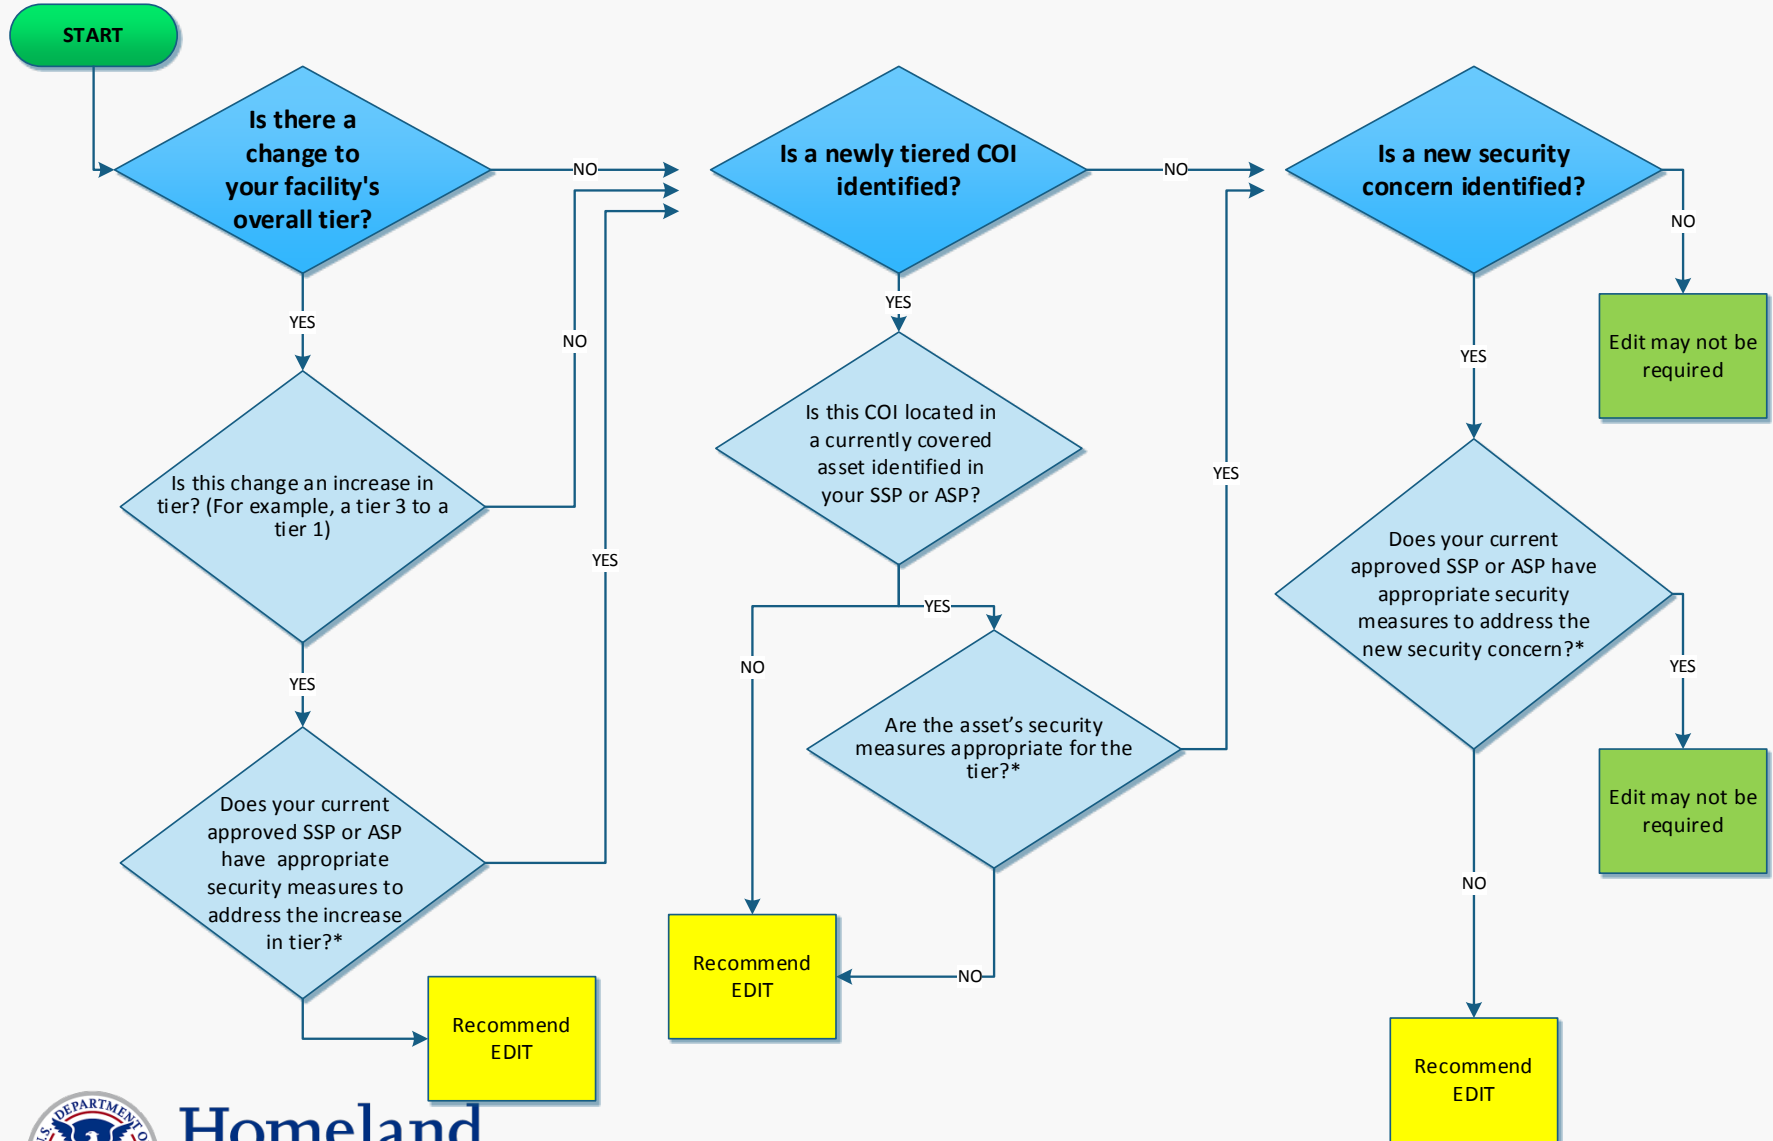 START
Is there a
change to
your facility's
overall tier?
NO
Is a newly tiered COI
identified?
NO
Is a new security
concern identified?
NO
Edit may not be
required
YES
Is this change an increase in
tier? (For example, a tier 3 to a
tier 1)
NO
YES
Does your current
approved SSP or ASP
have appropriate
security measures to
address the increase
in tier?*
YES
Recommend
EDIT
YES
Is this COI located in
a currently covered
asset identified in
your SSP or ASP?
YES
NO
Are the asset's security
measures appropriate for the
tier?*
YES
NO
Recommend
EDIT
YES
Does your current
approved SSP or ASP have
appropriate security
measures to address the
new security concern?*
YES
Edit may not be
required
NO
Recommend
EDIT
U.S. DEPARTMENT O
Homeland